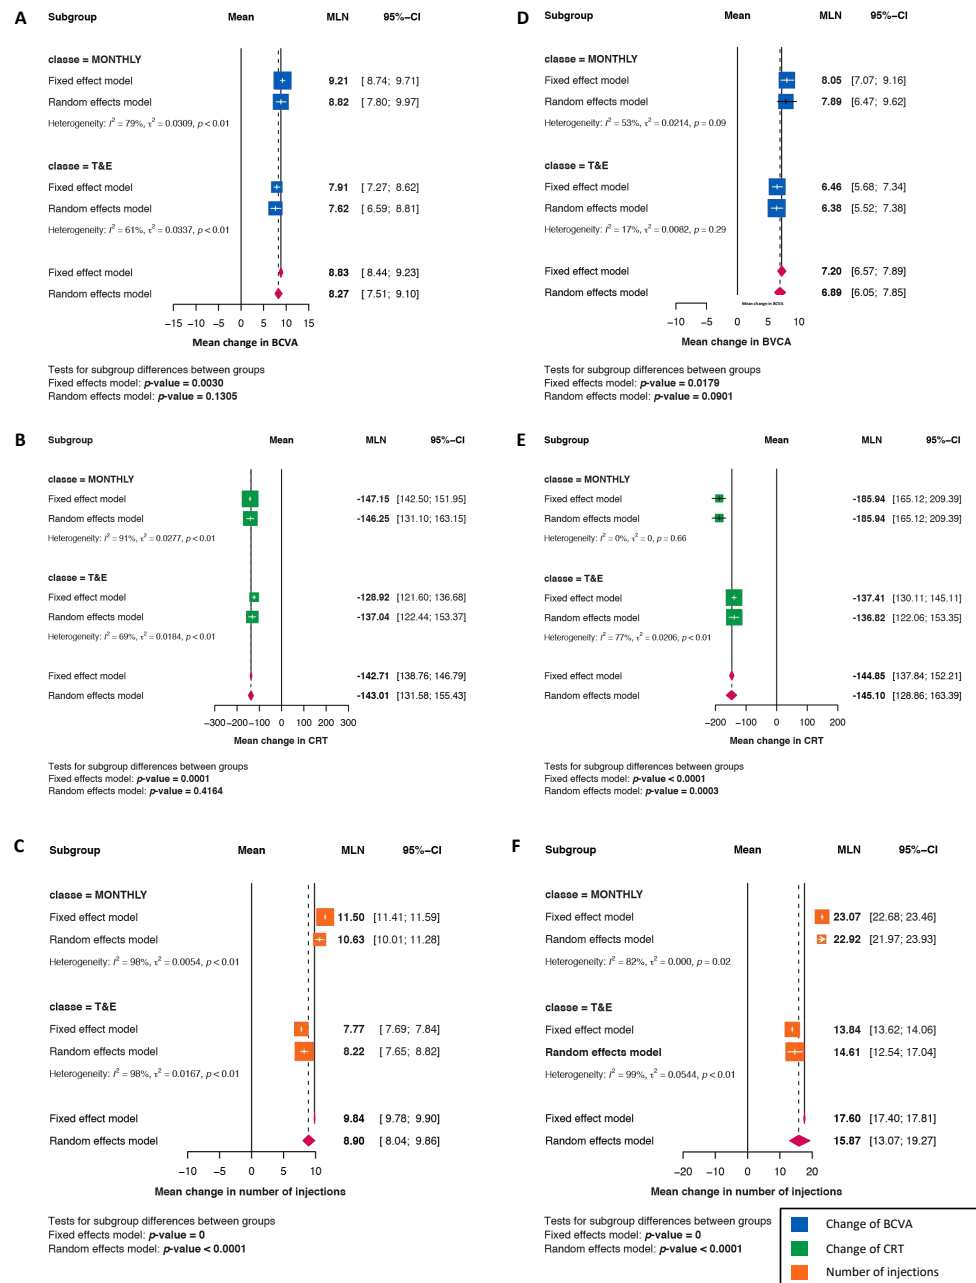 A
Subgroup Mean MLN 95%−CI
classe = MONTHLY
Fixed effect model 9.21 [ 8.74; 9.71]
Random effects model 8.82 [ 7.80; 9.97]
Heterogeneity: I² = 79%, τ² = 0.0309, p < 0.01
classe = T&E
Fixed effect model 7.91 [ 7.27; 8.62]
Random effects model 7.62 [ 6.59; 8.81]
Heterogeneity: I² = 61%, τ² = 0.0337, p < 0.01
Fixed effect model 8.83 [ 8.44; 9.23]
Random effects model 8.27 [ 7.51; 9.10]
−15 −10 −5 0 5 10 15
Mean change in BCVA
Tests for subgroup differences between groups
Fixed effects model: p-value = 0.0030
Random effects model: p-value = 0.1305
D
Subgroup Mean MLN 95%−CI
classe = MONTHLY
Fixed effect model 8.05 [7.07; 9.16]
Random effects model 7.89 [6.47; 9.62]
Heterogeneity: I² = 53%, τ² = 0.0214, p = 0.09
classe = T&E
Fixed effect model 6.46 [5.68; 7.34]
Random effects model 6.38 [5.52; 7.38]
Heterogeneity: I² = 17%, τ² = 0.0082, p = 0.29
Fixed effect model 7.20 [6.57; 7.89]
Random effects model 6.89 [6.05; 7.85]
Mean change in BCVA
−10 −5 0 5 10
Mean change in BVCA
Tests for subgroup differences between groups
Fixed effects model: p-value = 0.0179
Random effects model: p-value = 0.0901
B
Subgroup Mean MLN 95%−CI
classe = MONTHLY
Fixed effect model -147.15 [142.50; 151.95]
Random effects model -146.25 [131.10; 163.15]
Heterogeneity: I² = 91%, τ² = 0.0277, p < 0.01
classe = T&E
Fixed effect model -128.92 [121.60; 136.68]
Random effects model -137.04 [122.44; 153.37]
Heterogeneity: I² = 69%, τ² = 0.0184, p < 0.01
Fixed effect model -142.71 [138.76; 146.79]
Random effects model -143.01 [131.58; 155.43]
−300−200−100 0 100 200 300
Mean change in CRT
Tests for subgroup differences between groups
Fixed effects model: p-value = 0.0001
Random effects model: p-value = 0.4164
E
Subgroup Mean MLN 95%−CI
classe = MONTHLY
Fixed effect model -185.94 [165.12; 209.39]
Random effects model -185.94 [165.12; 209.39]
Heterogeneity: I² = 0%, τ² = 0, p = 0.66
classe = T&E
Fixed effect model -137.41 [130.11; 145.11]
Random effects model -136.82 [122.06; 153.35]
Heterogeneity: I² = 77%, τ² = 0.0206, p < 0.01
Fixed effect model -144.85 [137.84; 152.21]
Random effects model -145.10 [128.86; 163.39]
−200 −100 0 100 200
Mean change in CRT
Tests for subgroup differences between groups
Fixed effects model: p-value < 0.0001
Random effects model: p-value = 0.0003
C
Subgroup Mean MLN 95%−CI
classe = MONTHLY
Fixed effect model 11.50 [11.41; 11.59]
Random effects model 10.63 [10.01; 11.28]
Heterogeneity: I² = 98%, τ² = 0.0054, p < 0.01
classe = T&E
Fixed effect model 7.77 [ 7.69; 7.84]
Random effects model 8.22 [ 7.65; 8.82]
Heterogeneity: I² = 98%, τ² = 0.0167, p < 0.01
Fixed effect model 9.84 [ 9.78; 9.90]
Random effects model 8.90 [ 8.04; 9.86]
−10 −5 0 5 10
Mean change in number of injections
Tests for subgroup differences between groups
Fixed effects model: p-value = 0
Random effects model: p-value < 0.0001
F
Subgroup Mean MLN 95%−CI
classe = MONTHLY
Fixed effect model 23.07 [22.68; 23.46]
Random effects model 22.92 [21.97; 23.93]
Heterogeneity: I² = 82%, τ² = 0.000, p = 0.02
classe = T&E
Fixed effect model 13.84 [13.62; 14.06]
Random effects model 14.61 [12.54; 17.04]
Heterogeneity: I² = 99%, τ² = 0.0544, p < 0.01
Fixed effect model 17.60 [17.40; 17.81]
Random effects model 15.87 [13.07; 19.27]
−20 −10 0 10 20
Mean change in number of injections
Tests for subgroup differences between groups
Fixed effects model: p-value = 0
Random effects model: p-value < 0.0001
Change of BCVA
Change of CRT
Number of injections